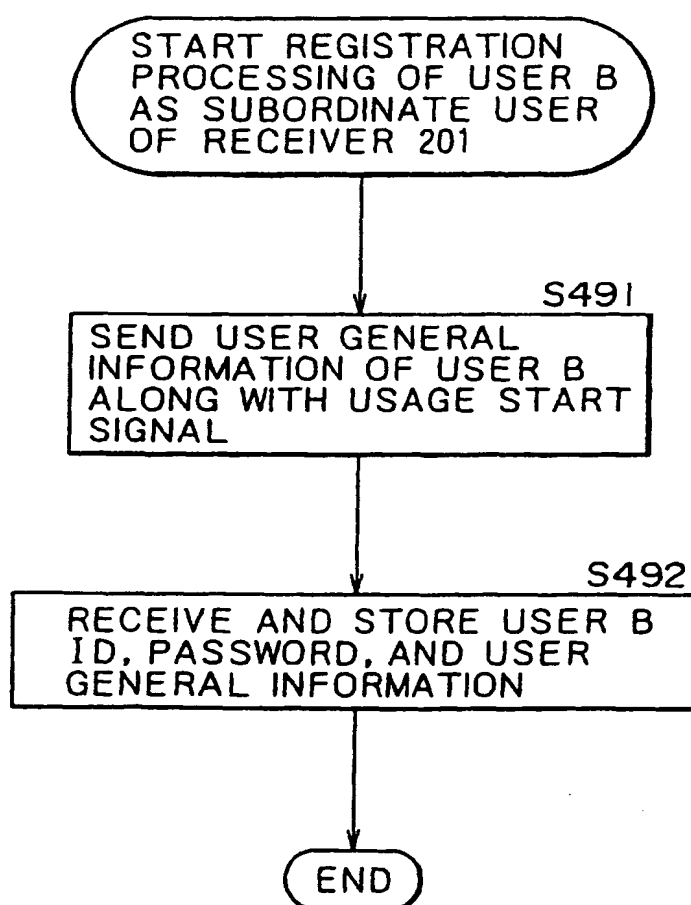 START REGISTRATION
PROCESSING OF USER B
AS SUBORDINATE USER
OF RECEIVER 201
S491
SEND USER GENERAL
INFORMATION OF USER B
ALONG WITH USAGE START
SIGNAL
S492
RECEIVE AND STORE USER B
ID, PASSWORD, AND USER
GENERAL INFORMATION
END